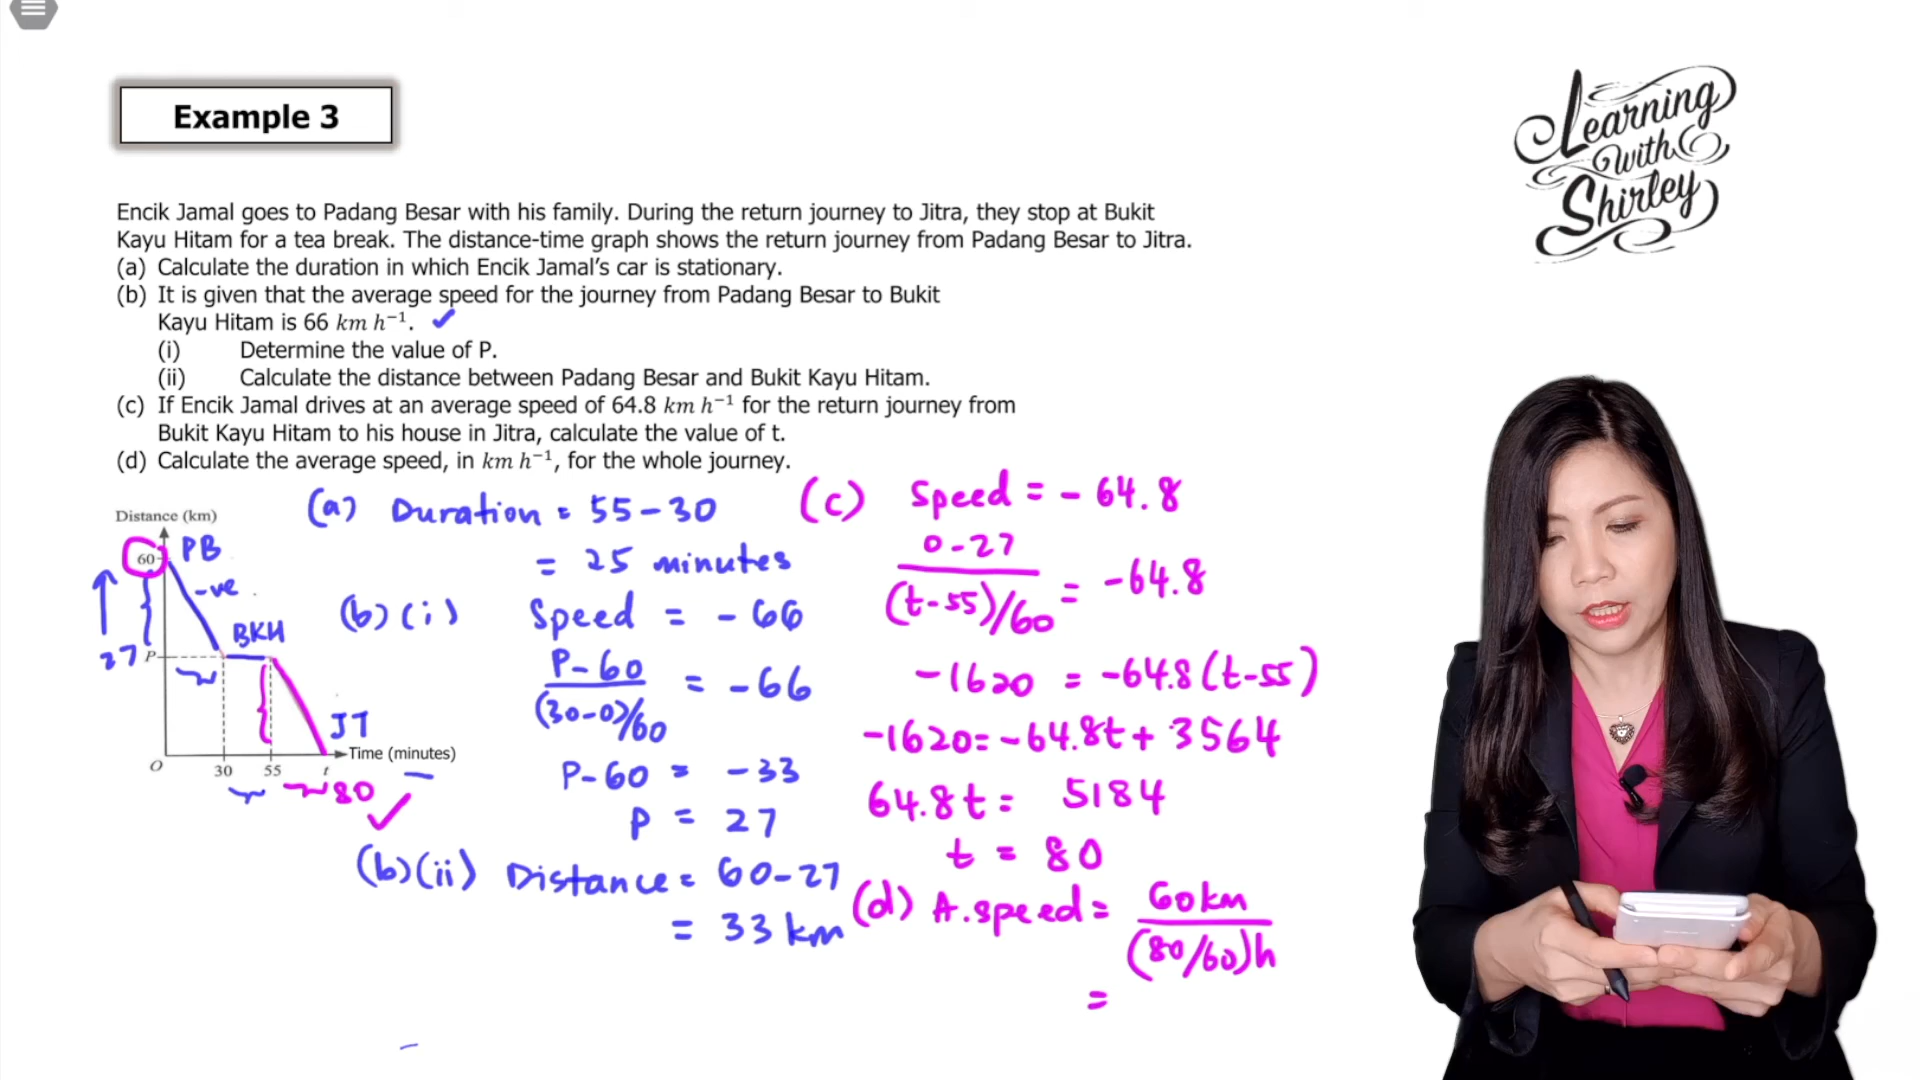 Example 3
Learning
with
Shirley
Encik Jamal goes to Padang Besar with his family. During the return journey to Jitra, they stop at Bukit
Kayu Hitam for a tea break. The distance-time graph shows the return journey from Padang Besar to Jitra.
(a) Calculate the duration in which Encik Jamal's car is stationary.
(b) It is given that the average speed for the journey from Padang Besar to Bukit
Kayu Hitam is 66 km h⁻¹. ✓
(i) Determine the value of P.
(ii) Calculate the distance between Padang Besar and Bukit Kayu Hitam.
(c) If Encik Jamal drives at an average speed of 64.8 km h⁻¹ for the return journey from
Bukit Kayu Hitam to his house in Jitra, calculate the value of t.
(d) Calculate the average speed, in km h⁻¹, for the whole journey.
Distance (km)
60
PB
-ve
BKH
27 P
JT
Time (minutes)
O 30 55 t
80 ✓
(a) Duration = 55-30
= 25 minutes
(b)(i) Speed = -66
P-60
(30-0)/60
= -66
P-60 = -33
P = 27
(b)(ii) Distance = 60-27
= 33 km
(c) Speed = -64.8
0-27
(t-55)/60
= -64.8
-1620 = -64.8(t-55)
-1620 = -64.8t + 3564
64.8t = 5184
t = 80
(d) A.speed =
60km
(80/60)h
=